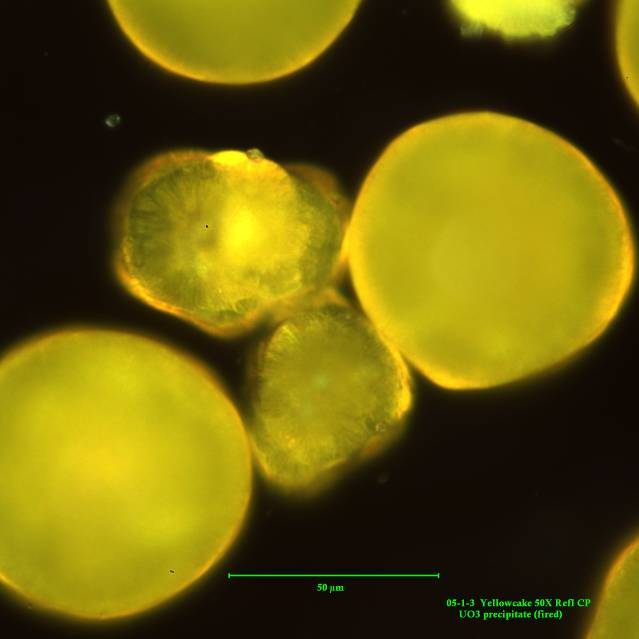 50 µm
05-1-3 Yellowcake 50X Refl CP
UO3 precipitate (fired)